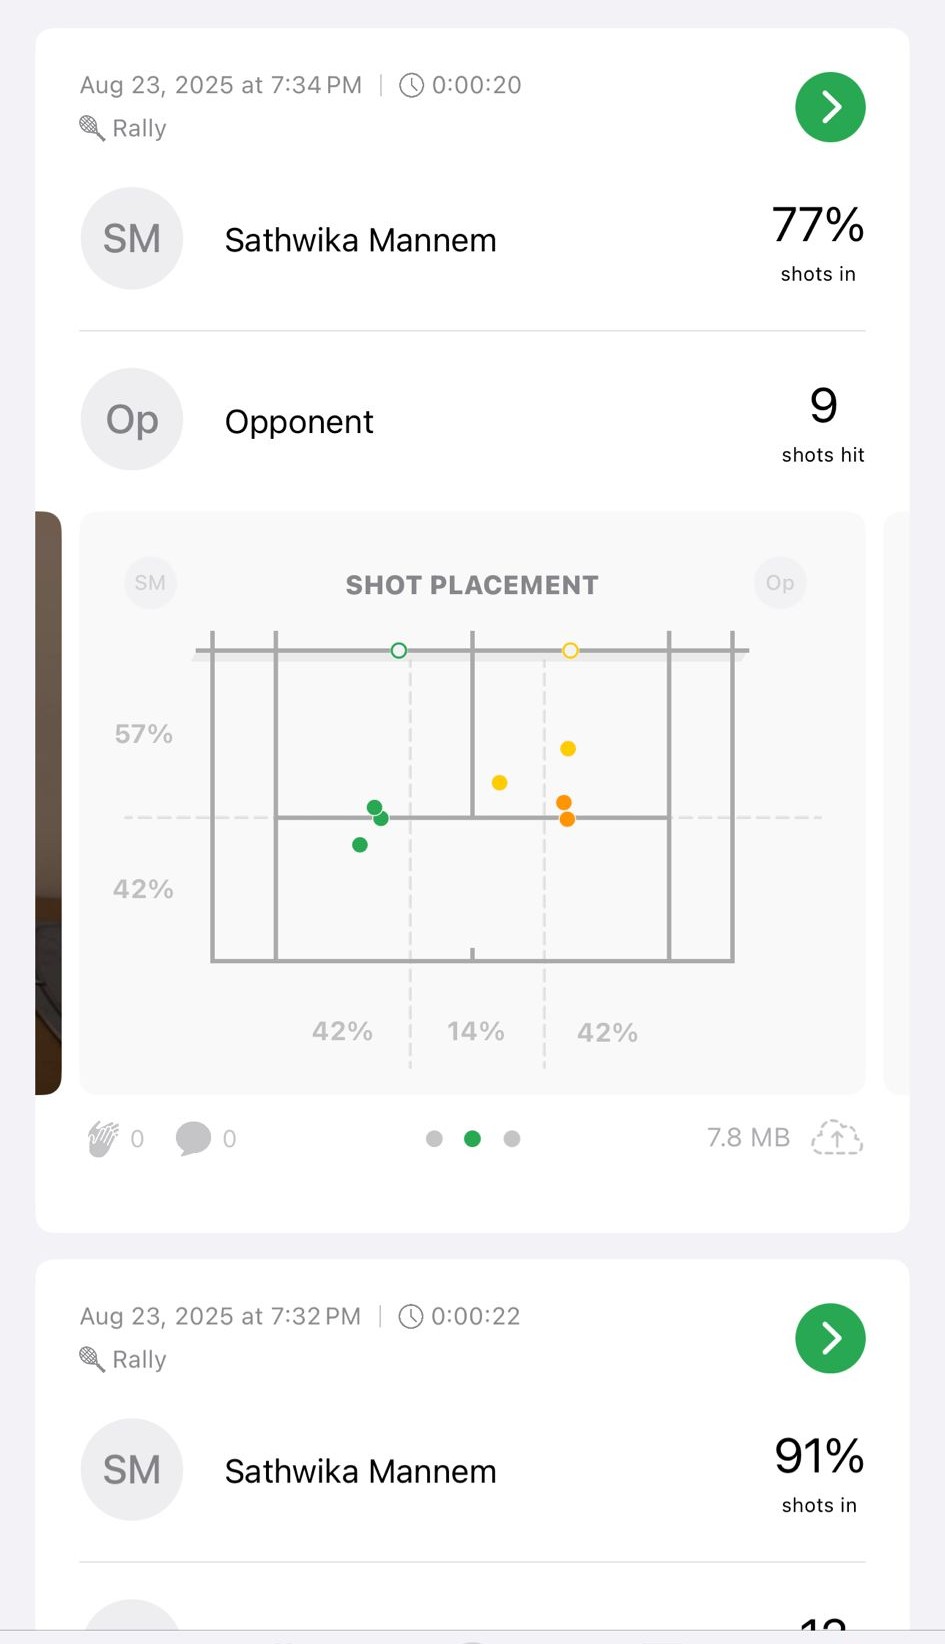 Aug 23, 2025 at 7:34 PM | 0:00:20
Rally
SM Sathwika Mannem 77%
shots in
Op Opponent 9
shots hit
SM SHOT PLACEMENT Op
57%
42%
42% 14% 42%
0 0 7.8 MB
Aug 23, 2025 at 7:32 PM | 0:00:22
Rally
SM Sathwika Mannem 91%
shots in